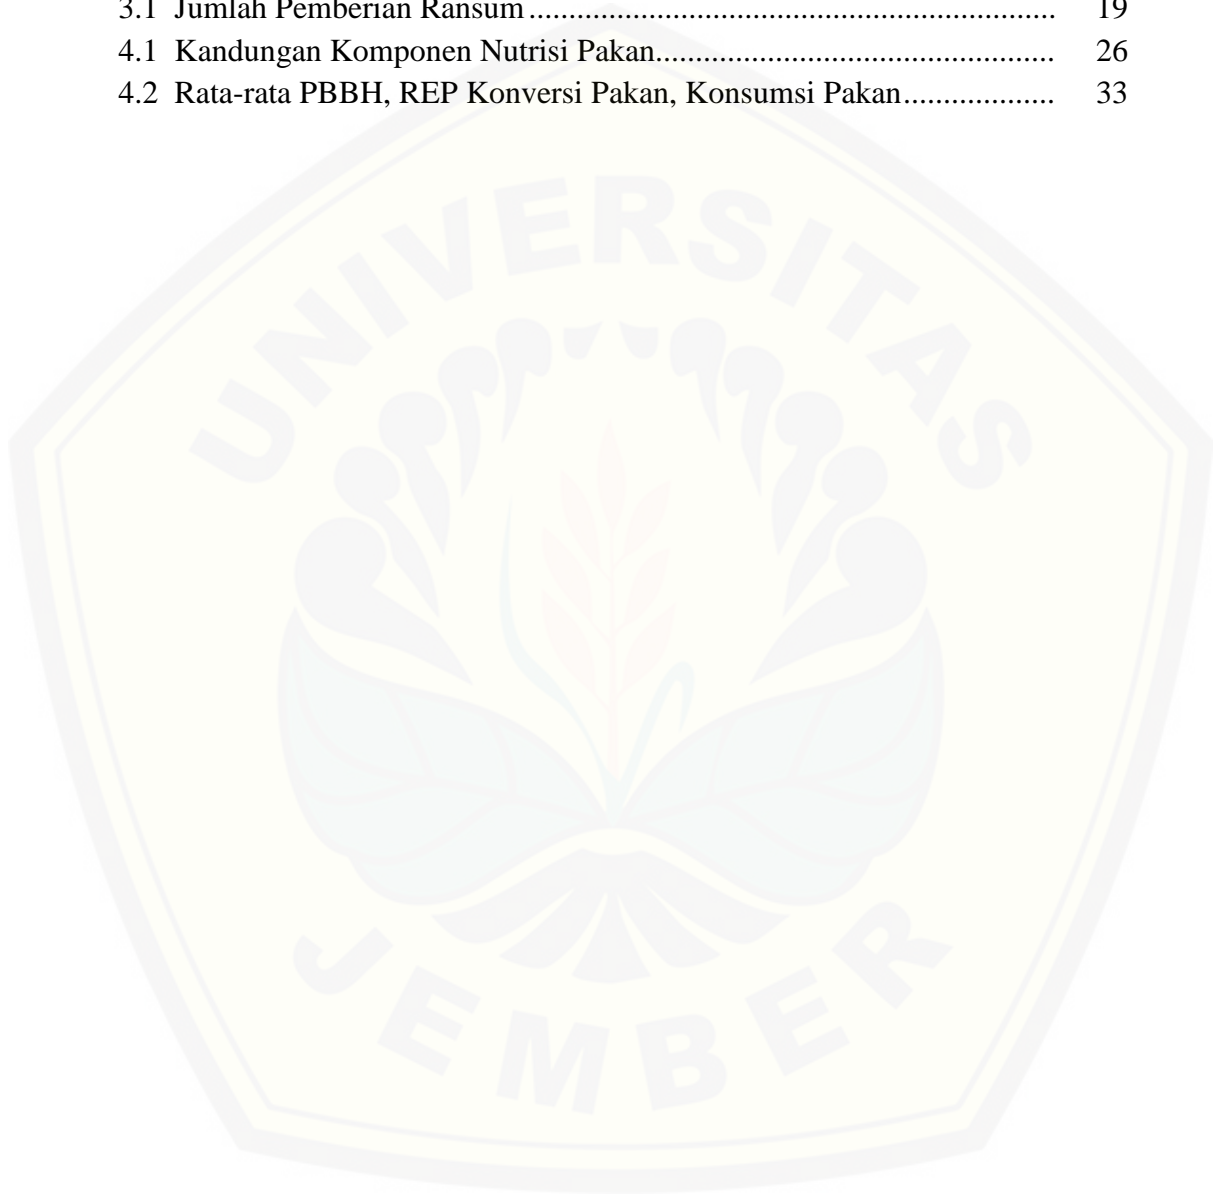 3.1 Jumlah Pemberian Ransum ................................................................. 19
4.1 Kandungan Komponen Nutrisi Pakan................................................. 26
4.2 Rata-rata PBBH, REP Konversi Pakan, Konsumsi Pakan................... 33
UNIVERSITAS
JEMBER